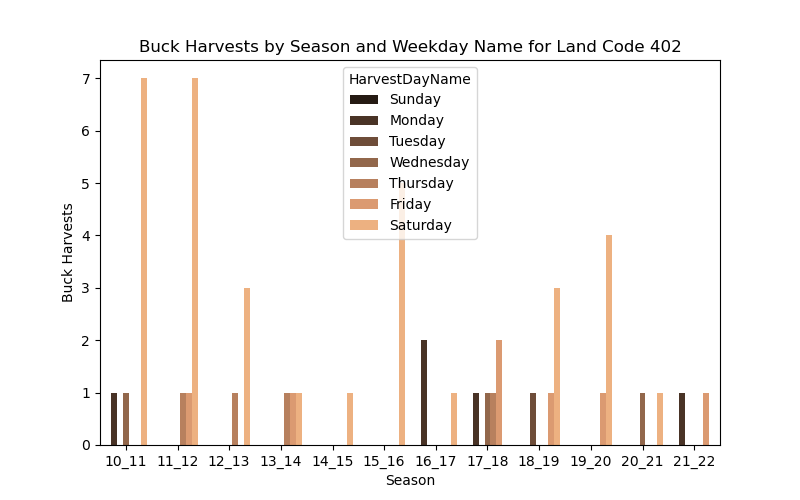 Buck Harvests by Season and Weekday Name for Land Code 402
HarvestDayName
Sunday
Monday
Tuesday
Wednesday
Thursday
Friday
Saturday
7
6
5
4
3
2
1
0
Buck Harvests
10_11 11_12 12_13 13_14 14_15 15_16 16_17 17_18 18_19 19_20 20_21 21_22
Season